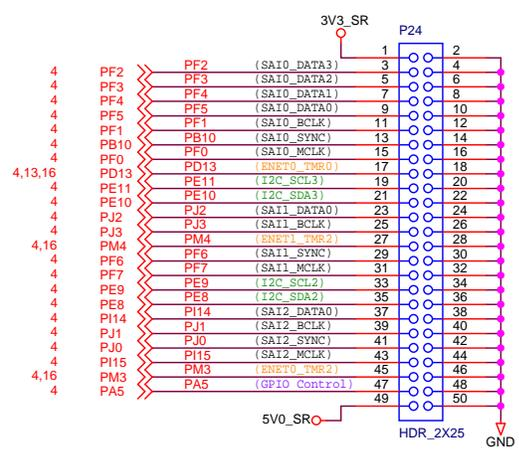 3V3_SR
P24
1 2
4 PF2 PF2 (SAI0_DATA3) 3 4
4 PF3 PF3 (SAI0_DATA2) 5 6
4 PF4 PF4 (SAI0_DATA1) 7 8
4 PF5 PF5 (SAI0_DATA0) 9 10
4 PF1 PF1 (SAI0_BCLK) 11 12
4 PB10 PB10 (SAI0_SYNC) 13 14
4 PF0 PF0 (SAI0_MCLK) 15 16
4,13,16 PD13 PD13 (ENET0_TMR0) 17 18
4 PE11 PE11 (I2C_SCL3) 19 20
4 PE10 PE10 (I2C_SDA3) 21 22
4 PJ2 PJ2 (SAI1_DATA0) 23 24
4 PJ3 PJ3 (SAI1_BCLK) 25 26
4,16 PM4 PM4 (ENET1_TMR2) 27 28
4 PF6 PF6 (SAI1_SYNC) 29 30
4 PF7 PF7 (SAI1_MCLK) 31 32
4 PE9 PE9 (I2C_SCL2) 33 34
4 PE8 PE8 (I2C_SDA2) 35 36
4 PI14 PI14 (SAI2_DATA0) 37 38
4 PJ1 PJ1 (SAI2_BCLK) 39 40
4 PJ0 PJ0 (SAI2_SYNC) 41 42
4 PI15 PI15 (SAI2_MCLK) 43 44
4,16 PM3 PM3 (ENET0_TMR2) 45 46
4 PA5 PA5 (GPIO Control) 47 48
49 50
5V0_SR
HDR_2X25
GND